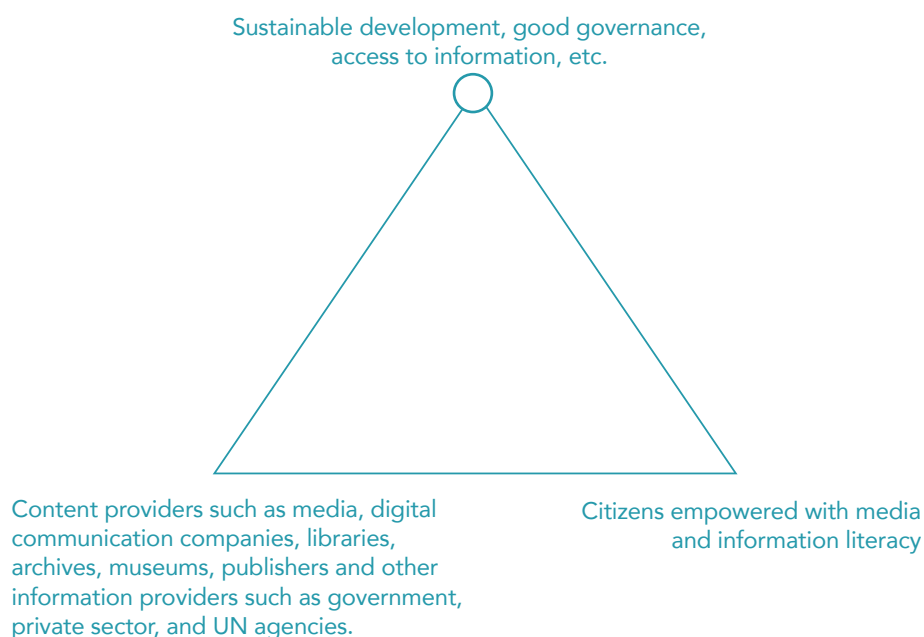 Sustainable development, good governance,
access to information, etc.
Content providers such as media, digital
communication companies, libraries,
archives, museums, publishers and other
information providers such as government,
private sector, and UN agencies.
Citizens empowered with media
and information literacy